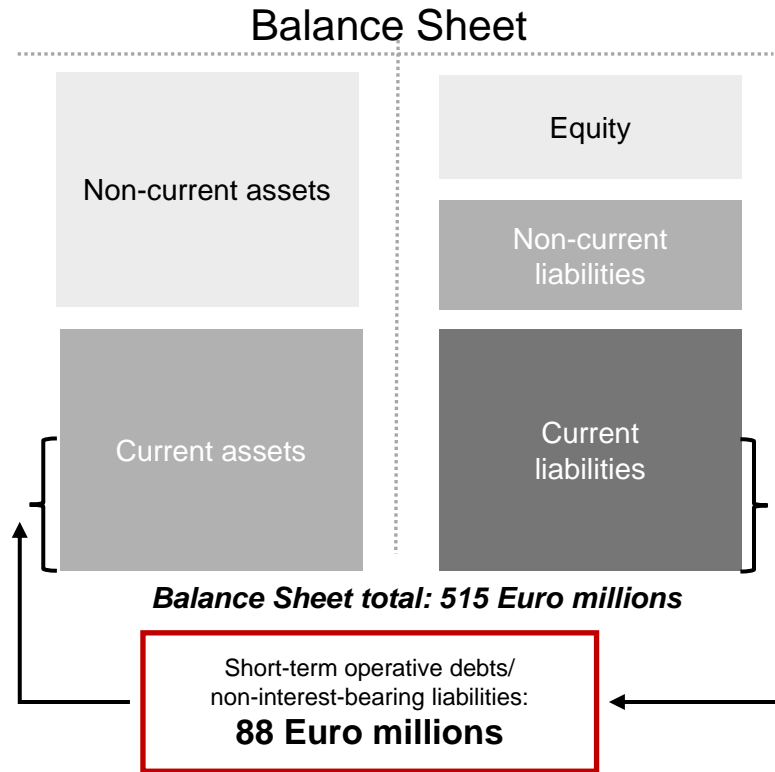 Balance Sheet
Non-current assets
Equity
Non-current
liabilities
Current assets
Current
liabilities
Balance Sheet total: 515 Euro millions
Short-term operative debts/
non-interest-bearing liabilities:
88 Euro millions